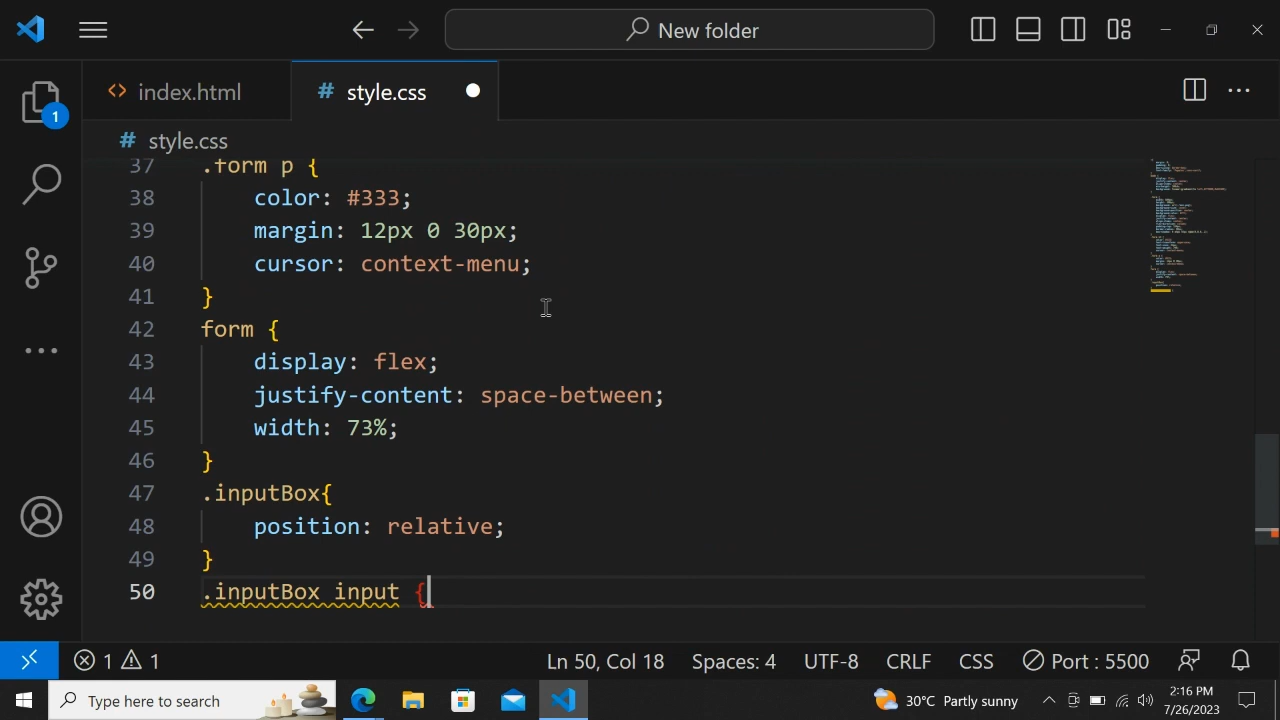 New folder
index.html
style.css
1
style.css
37 .form p {
38 color: #333;
39 margin: 12px 0 30px;
40 cursor: context-menu;
41 }
42 form {
43 display: flex;
44 justify-content: space-between;
45 width: 73%;
46 }
47 .inputBox{
48 position: relative;
49 }
50 .inputBox input {
1 1 Ln 50, Col 18 Spaces: 4 UTF-8 CRLF CSS Port : 5500
Type here to search 30°C Partly sunny 2:16 PM
7/26/2023